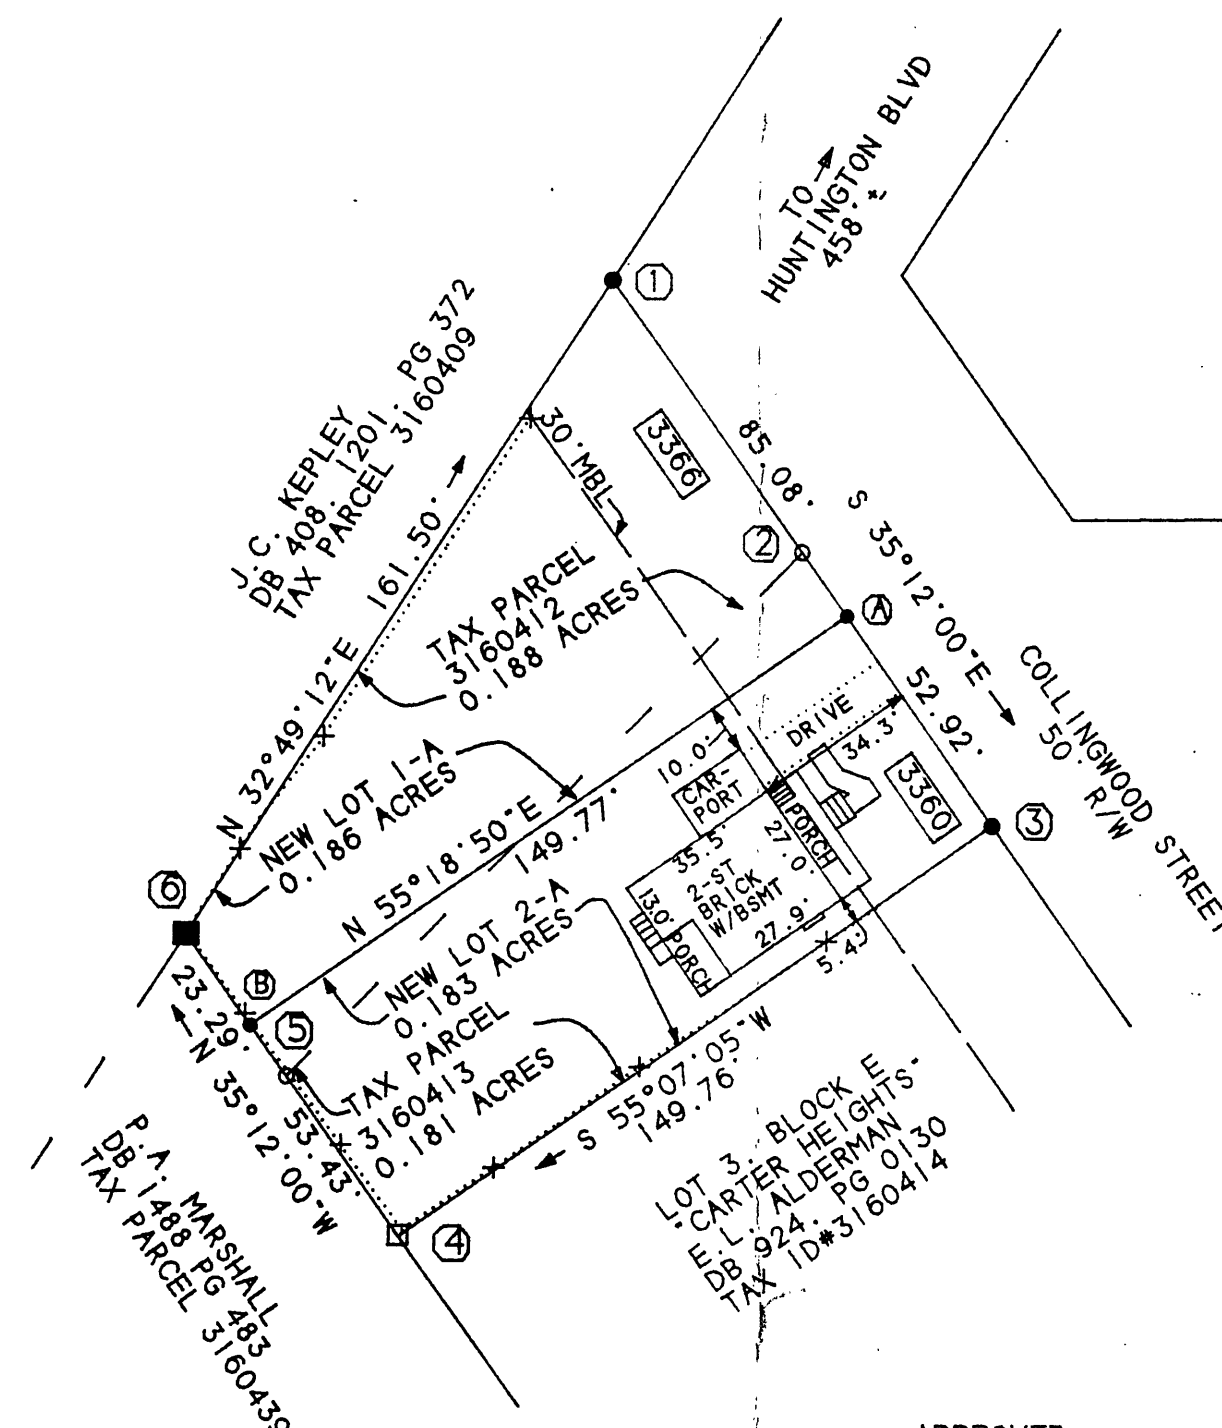 TO
HUNTINGTON BLVD
458'±
1
J.C. KEPLEY
DB 408, 1201, PG 372
TAX PARCEL 3160409
30' MBL
3366
85.08'
S 35°12'00"E
2
161.50'
N 32°49'12"E
TAX PARCEL
3160412
0.188 ACRES
A
COLLINGWOOD STREET
50' R/W
52.92'
DRIVE
34.3'
10.0'
CAR-
PORT
3360
3
PORCH
NEW LOT 1-A
0.186 ACRES
N 55°18'50"E
149.77'
35.5'
27.0'
2-ST
BRICK
W/BSMT
13.0'
PORCH
27.9'
5.4'
6
B
23.29'
N 35°12'00"W
5
NEW LOT 2-A
0.183 ACRES
TAX PARCEL
3160413
0.181 ACRES
53.43'
S 55°07'05"W
149.76'
4
P.A. MARSHALL
DB 1488 PG 483
TAX PARCEL 3160439
LOT 3, BLOCK E
"CARTER HEIGHTS"
E.L. ALDERMAN
DB 924, PG 0130
TAX ID#3160414